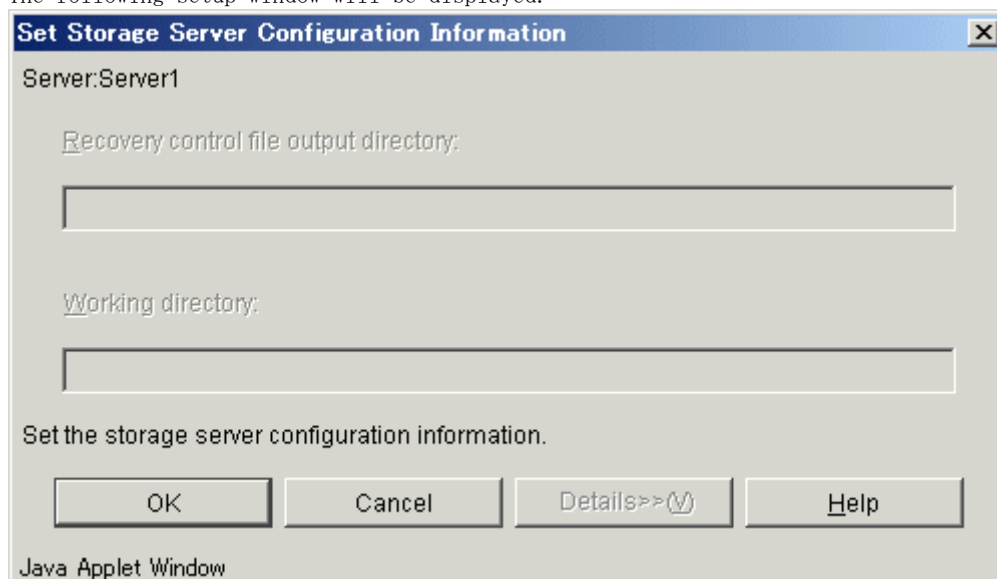 The following setup window will be displayed.
Set Storage Server Configuration Information
Server:Server1
Recovery control file output directory:
Working directory:
Set the storage server configuration information.
OK Cancel Details>>(V) Help
Java Applet Window